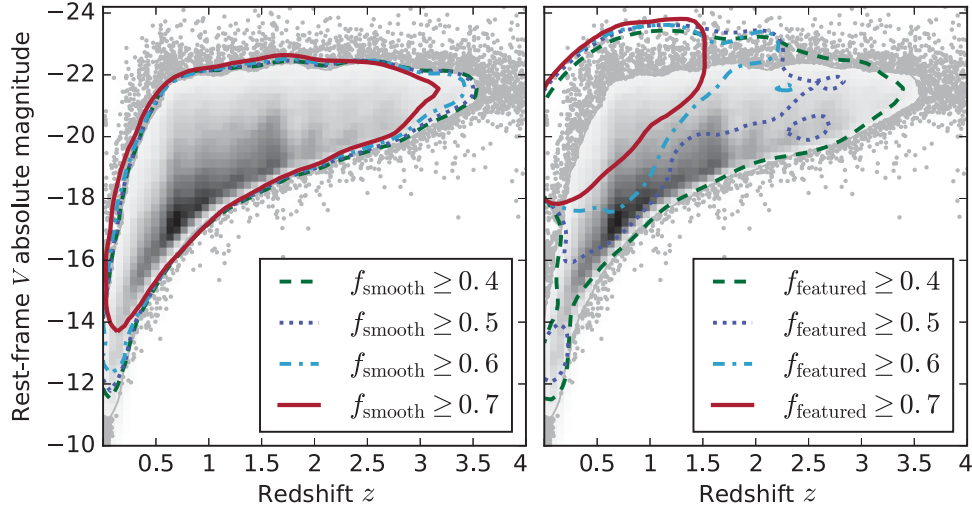 Rest-frame V absolute magnitude
−24
−22
−20
−18
−16
−14
−12
−10
f_smooth ≥ 0.4
f_smooth ≥ 0.5
f_smooth ≥ 0.6
f_smooth ≥ 0.7
0.5 1 1.5 2 2.5 3 3.5 4
Redshift z
f_featured ≥ 0.4
f_featured ≥ 0.5
f_featured ≥ 0.6
f_featured ≥ 0.7
0.5 1 1.5 2 2.5 3 3.5 4
Redshift z